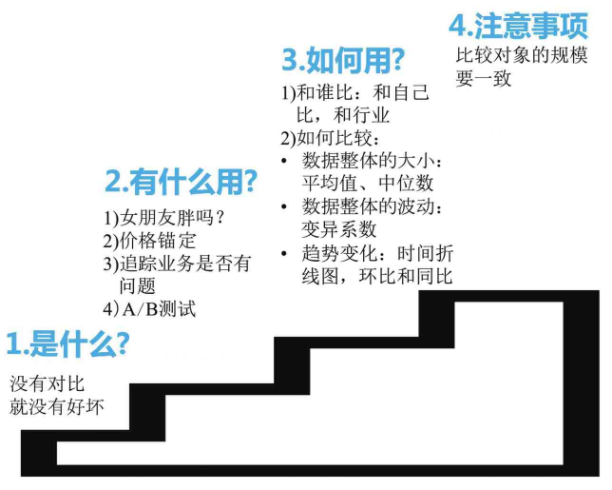 1.是什么?
没有对比
就没有好坏
2.有什么用?
1)女朋友胖吗?
2)价格锚定
3)追踪业务是否有
问题
4)A/B测试
3.如何用?
1)和谁比：和自己
比，和行业
2)如何比较：
• 数据整体的大小：
平均值、中位数
• 数据整体的波动：
变异系数
• 趋势变化：时间折
线图，环比和同比
4.注意事项
比较对象的规模
要一致